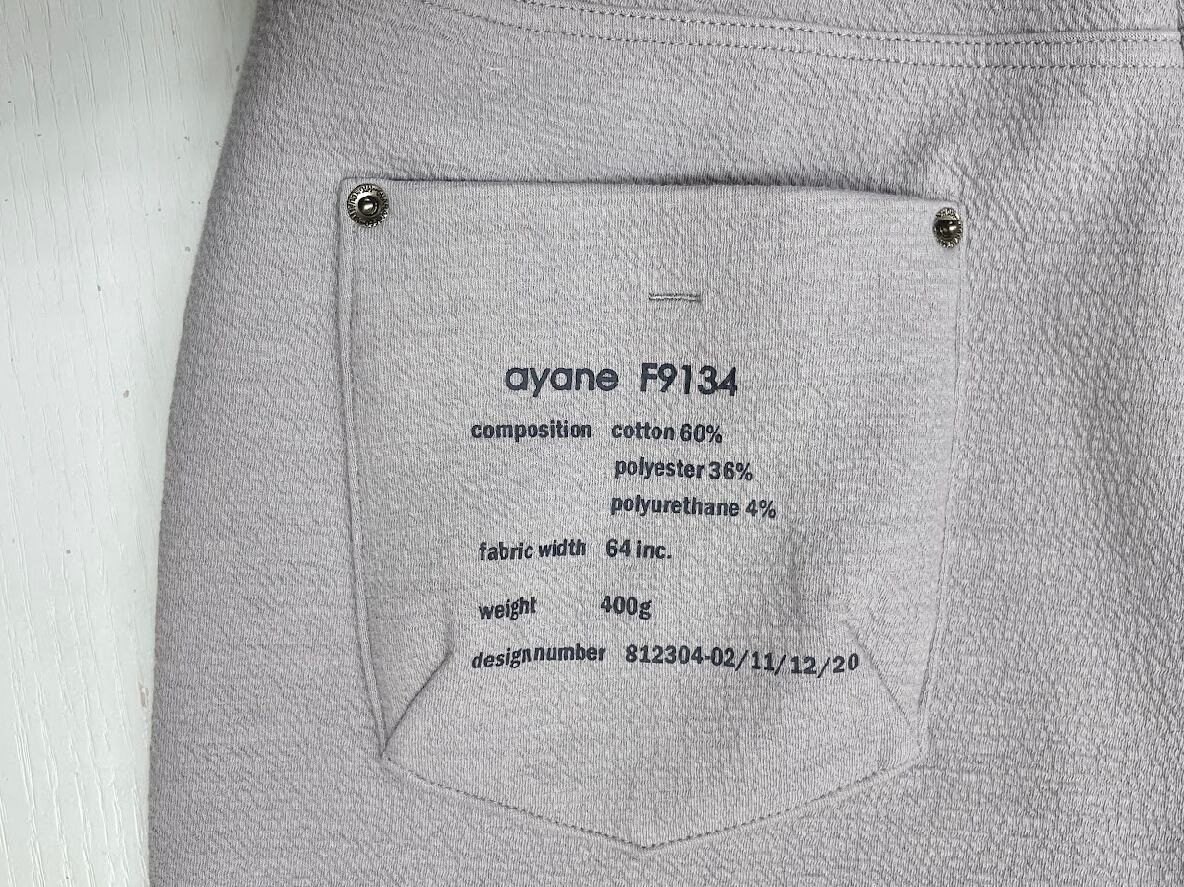 ayane F9134
composition cotton 60%
polyester 36%
polyurethane 4%
fabric width 64 inc.
weight 400g
designnumber 812304-02/11/12/20